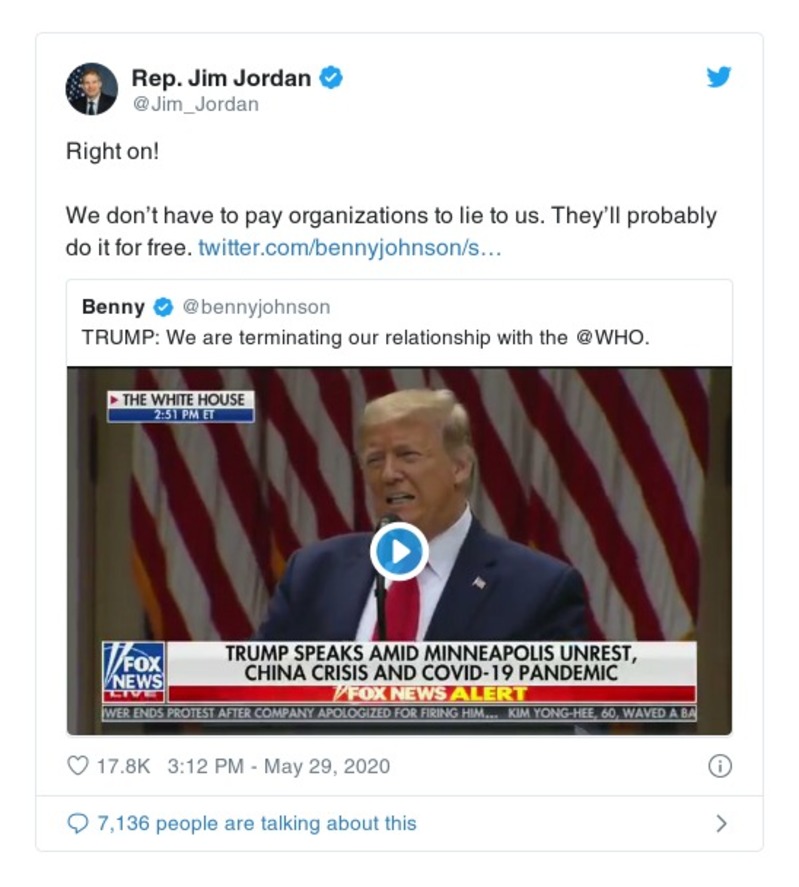 Rep. Jim Jordan
@Jim_Jordan
Right on!
We don’t have to pay organizations to lie to us. They’ll probably
do it for free. twitter.com/bennyjohnson/s…
Benny @bennyjohnson
TRUMP: We are terminating our relationship with the @WHO.
THE WHITE HOUSE
2:51 PM ET
FOX
NEWS
LIVE
TRUMP SPEAKS AMID MINNEAPOLIS UNREST,
CHINA CRISIS AND COVID-19 PANDEMIC
FOX NEWS ALERT
WER ENDS PROTEST AFTER COMPANY APOLOGIZED FOR FIRING HIM... KIM YONG-HEE, 60, WAVED A BA
17.8K 3:12 PM - May 29, 2020
7,136 people are talking about this